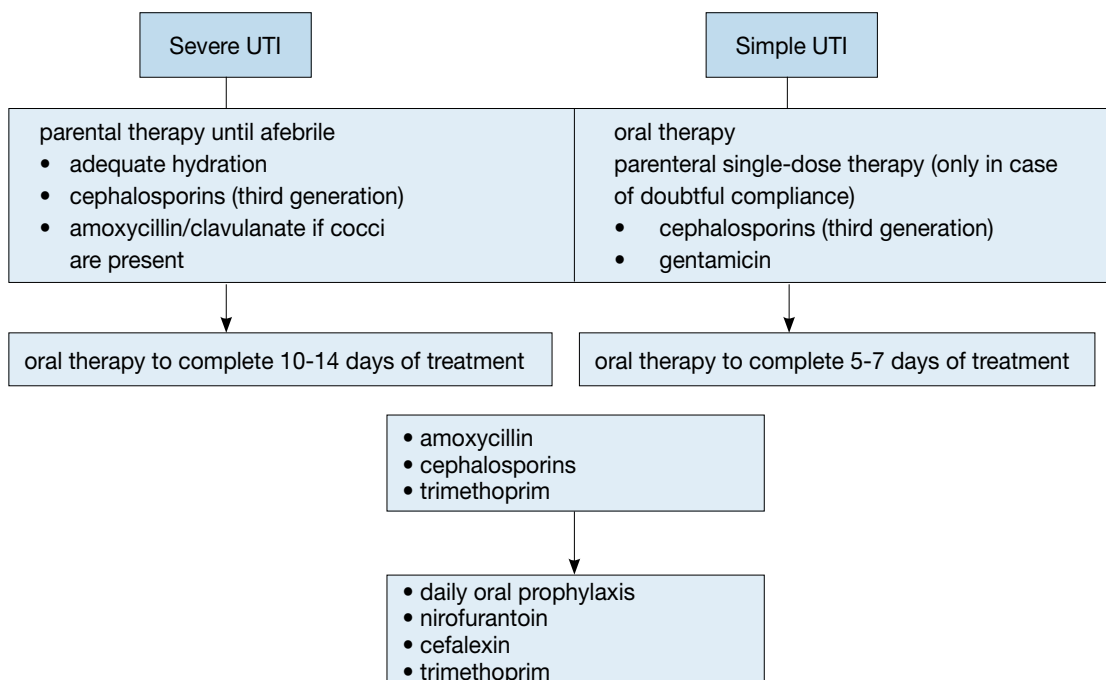 Severe UTI
Simple UTI
parental therapy until afebrile
• adequate hydration
• cephalosporins (third generation)
• amoxycillin/clavulanate if cocci
are present
oral therapy
parenteral single-dose therapy (only in case
of doubtful compliance)
• cephalosporins (third generation)
• gentamicin
oral therapy to complete 10-14 days of treatment
oral therapy to complete 5-7 days of treatment
• amoxycillin
• cephalosporins
• trimethoprim
• daily oral prophylaxis
• nirofurantoin
• cefalexin
• trimethoprim